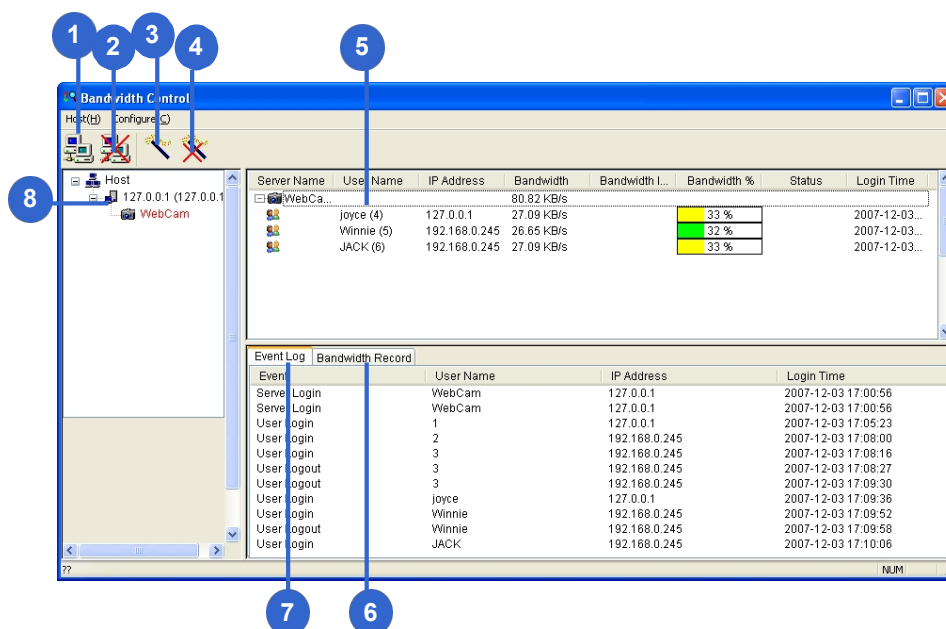 1 2 3 4 5
Bandwidth Control
Host(H) Configure(C)
Host
127.0.0.1 (127.0.0.1
WebCam
8
Server Name User Name IP Address Bandwidth Bandwidth l... Bandwidth % Status Login Time
WebCa... 80.82 KB/s
joyce (4) 127.0.0.1 27.09 KB/s 33 % 2007-12-03...
Winnie (5) 192.168.0.245 26.65 KB/s 32 % 2007-12-03...
JACK (6) 192.168.0.245 27.09 KB/s 33 % 2007-12-03...
Event Log Bandwidth Record
Event User Name IP Address Login Time
Server Login WebCam 127.0.0.1 2007-12-03 17:00:56
Server Login WebCam 127.0.0.1 2007-12-03 17:00:56
User Login 1 127.0.0.1 2007-12-03 17:05:23
User Login 2 192.168.0.245 2007-12-03 17:08:00
User Login 3 192.168.0.245 2007-12-03 17:08:16
User Logout 3 192.168.0.245 2007-12-03 17:08:27
User Logout 3 192.168.0.245 2007-12-03 17:09:30
User Login joyce 127.0.0.1 2007-12-03 17:09:36
User Login Winnie 192.168.0.245 2007-12-03 17:09:52
User Logout Winnie 192.168.0.245 2007-12-03 17:09:58
User Login JACK 192.168.0.245 2007-12-03 17:10:06
?? NUM
7 6